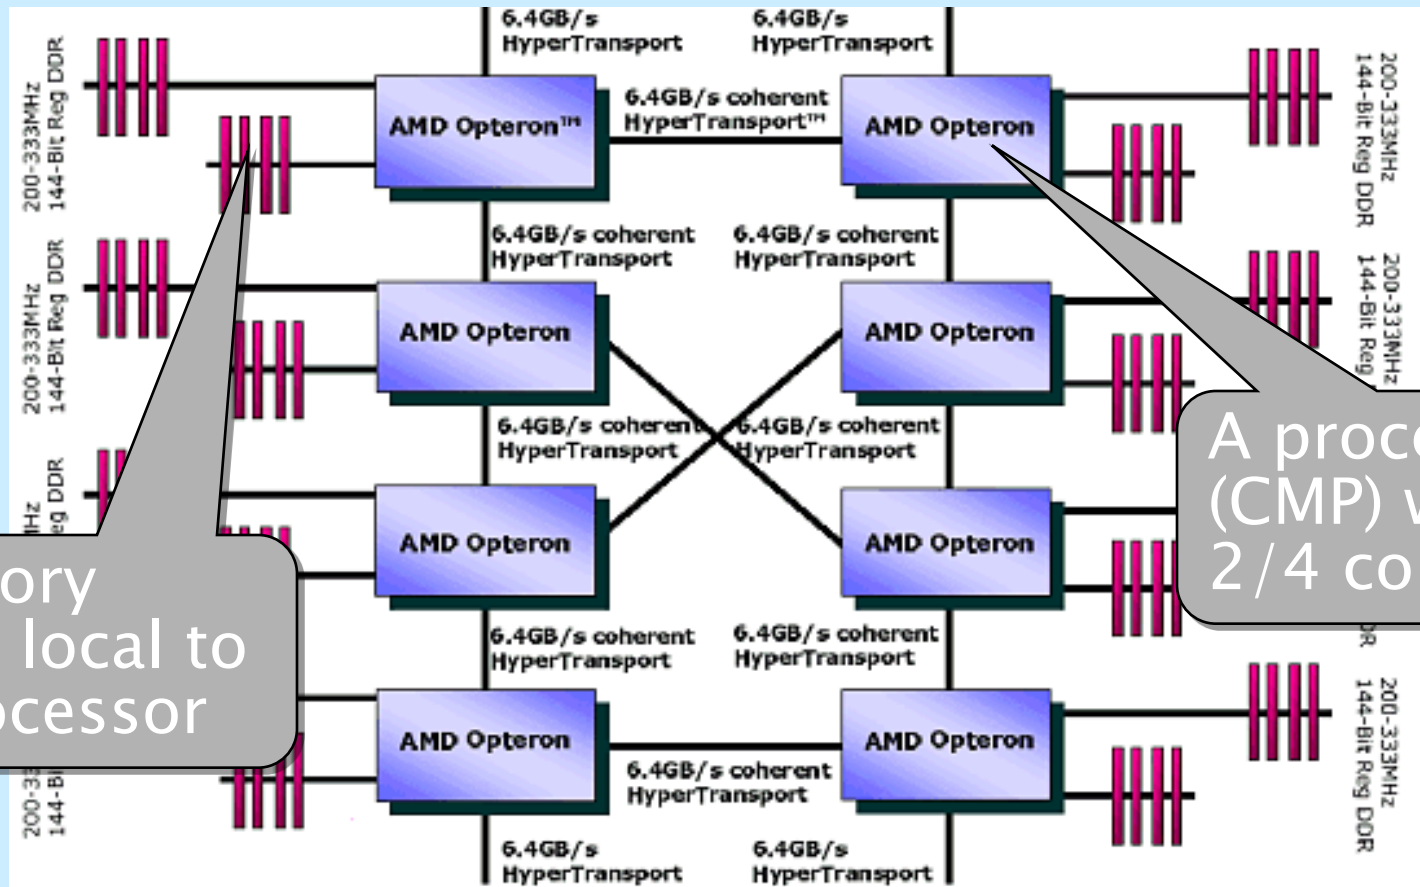 6.4GB/s
HyperTransport
6.4GB/s
HyperTransport
200-333MHz
144-Bit Reg DDR
AMD Opteron™
6.4GB/s coherent
HyperTransport™
AMD Opteron
200-333MHz
144-Bit Reg DDR
6.4GB/s coherent
HyperTransport
6.4GB/s coherent
HyperTransport
200-333MHz
144-Bit Reg DDR
AMD Opteron
AMD Opteron
200-333MHz
144-Bit Reg
6.4GB/s coherent
HyperTransport
6.4GB/s coherent
HyperTransport
A
(CMP)
2/4
DDR
AMD Opteron
AMD Opteron
local to
6.4GB/s coherent
HyperTransport
6.4GB/s coherent
HyperTransport
AMD Opteron
AMD Opteron
6.4GB/s coherent
HyperTransport
200-333MHz
144-Bit Reg DDR
6.4GB/s
HyperTransport
6.4GB/s
HyperTransport